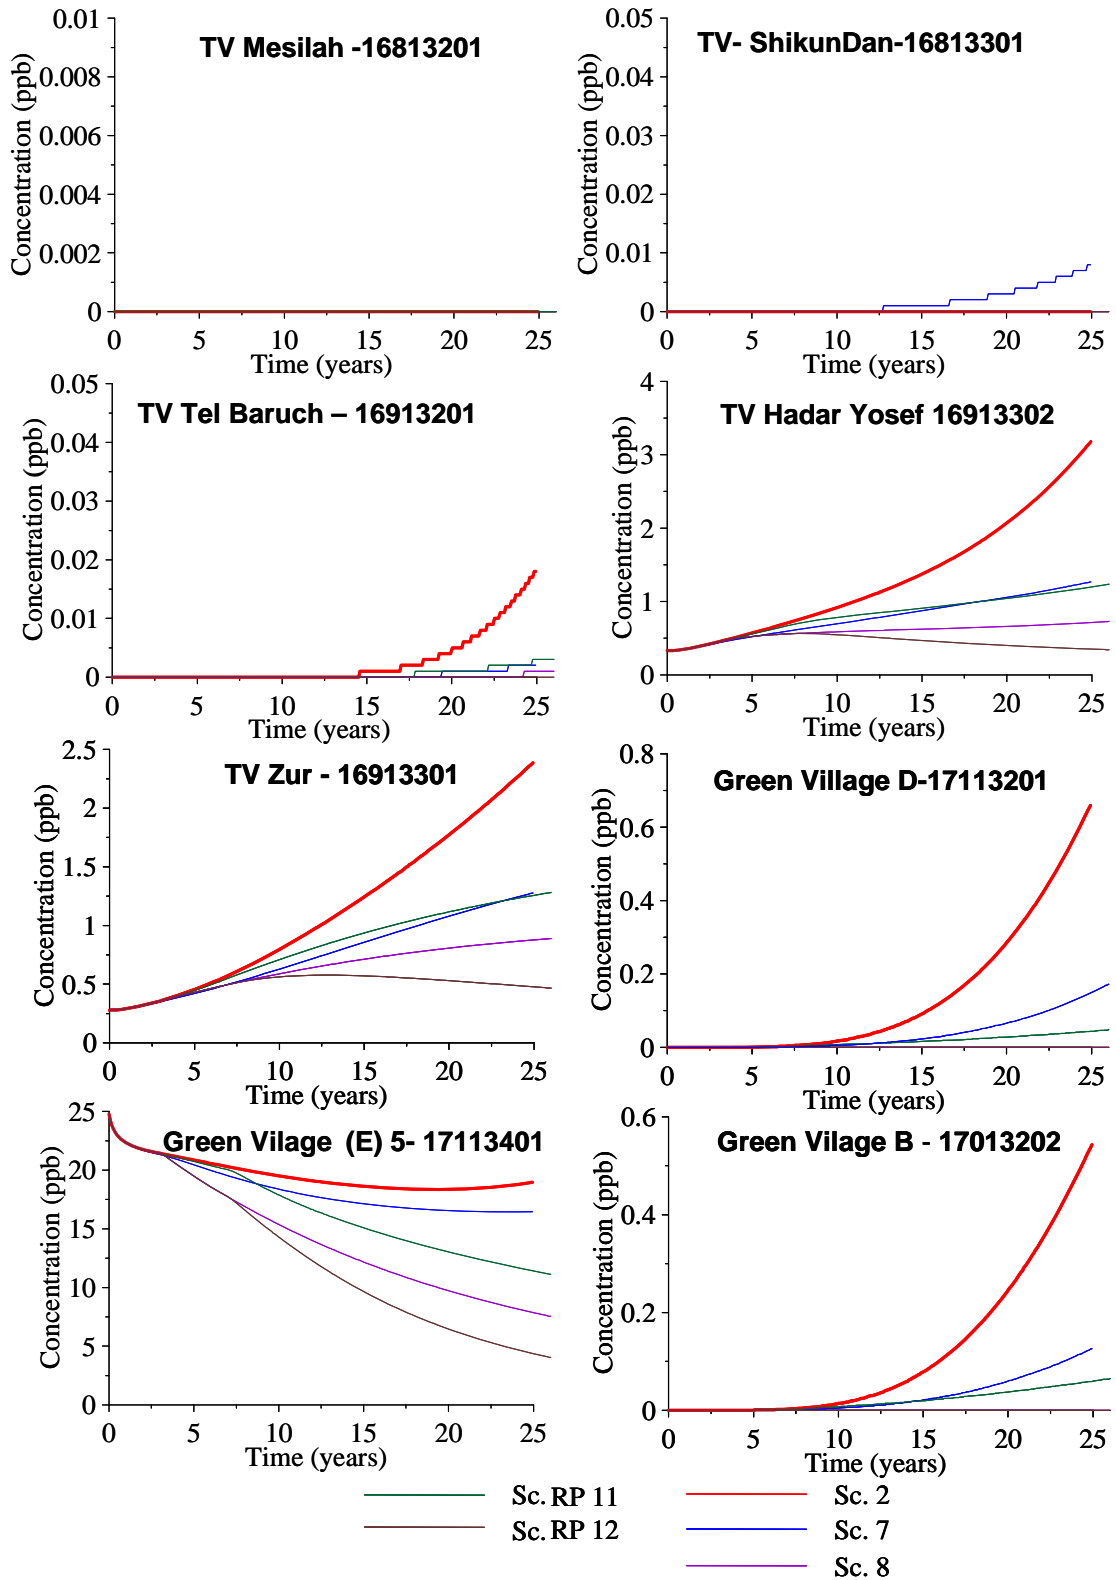 TV Mesilah -16813201
Concentration (ppb)
0.01
0.008
0.006
0.004
0.002
0
0 5 10 15 20 25
Time (years)
TV- ShikunDan-16813301
Concentration (ppb)
0.05
0.04
0.03
0.02
0.01
0
0 5 10 15 20 25
Time (years)
TV Tel Baruch – 16913201
Concentration (ppb)
0.05
0.04
0.03
0.02
0.01
0
0 5 10 15 20 25
Time (years)
TV Hadar Yosef 16913302
Concentration (ppb)
4
3
2
1
0
0 5 10 15 20 25
Time (years)
TV Zur - 16913301
Concentration (ppb)
2.5
2
1.5
1
0.5
0
0 5 10 15 20 25
Time (years)
Green Village D-17113201
Concentration (ppb)
0.8
0.6
0.4
0.2
0
0 5 10 15 20 25
Time (years)
Green Vilage (E) 5- 17113401
Concentration (ppb)
25
20
15
10
5
0
0 5 10 15 20 25
Time (years)
Green Vilage B - 17013202
Concentration (ppb)
0.6
0.4
0.2
0
0 5 10 15 20 25
Time (years)
Sc. RP 11
Sc. RP 12
Sc. 2
Sc. 7
Sc. 8